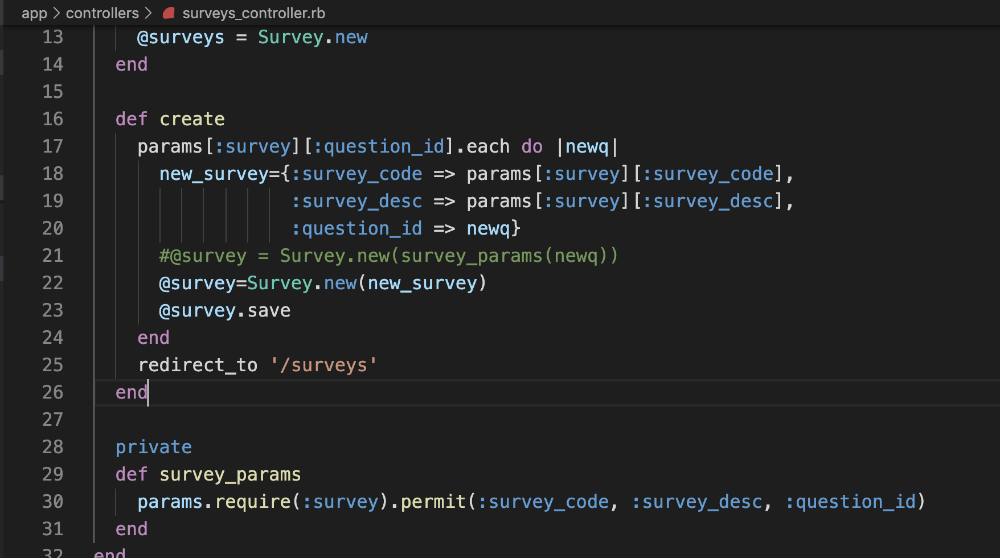 app > controllers > surveys_controller.rb
13 @surveys = Survey.new
14 end
15
16 def create
17 params[:survey][:question_id].each do |newq|
18 new_survey={:survey_code => params[:survey][:survey_code],
19 :survey_desc => params[:survey][:survey_desc],
20 :question_id => newq}
21 #@survey = Survey.new(survey_params(newq))
22 @survey=Survey.new(new_survey)
23 @survey.save
24 end
25 redirect_to '/surveys'
26 end
27
28 private
29 def survey_params
30 params.require(:survey).permit(:survey_code, :survey_desc, :question_id)
31 end
32 end